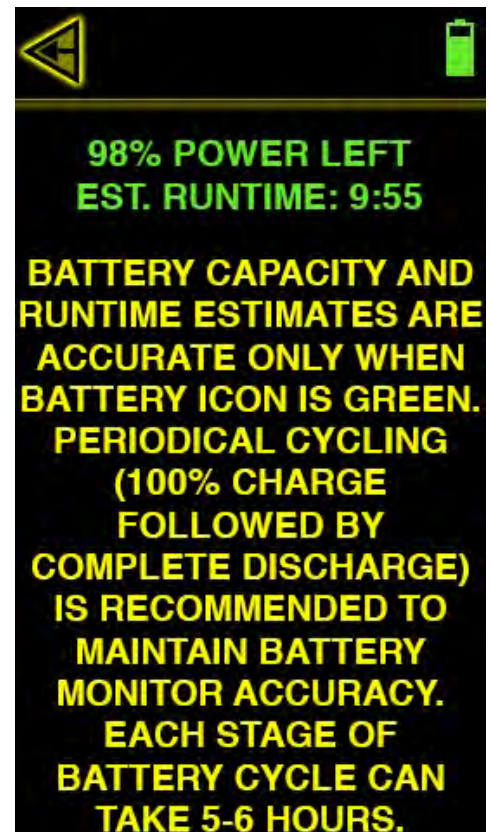 98% POWER LEFT
EST. RUNTIME: 9:55
BATTERY CAPACITY AND
RUNTIME ESTIMATES ARE
ACCURATE ONLY WHEN
BATTERY ICON IS GREEN.
PERIODICAL CYCLING
(100% CHARGE
FOLLOWED BY
COMPLETE DISCHARGE)
IS RECOMMENDED TO
MAINTAIN BATTERY
MONITOR ACCURACY.
EACH STAGE OF
BATTERY CYCLE CAN
TAKE 5-6 HOURS.